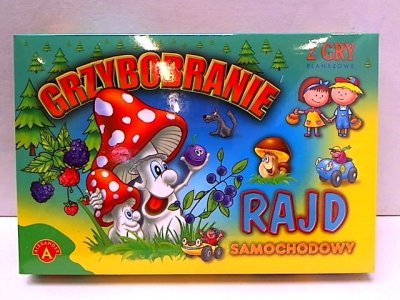 GRZYBOBRANIE
2 GRY
PLANSZOWE
RAJD
SAMOCHODOWY
ALEXANDER
A